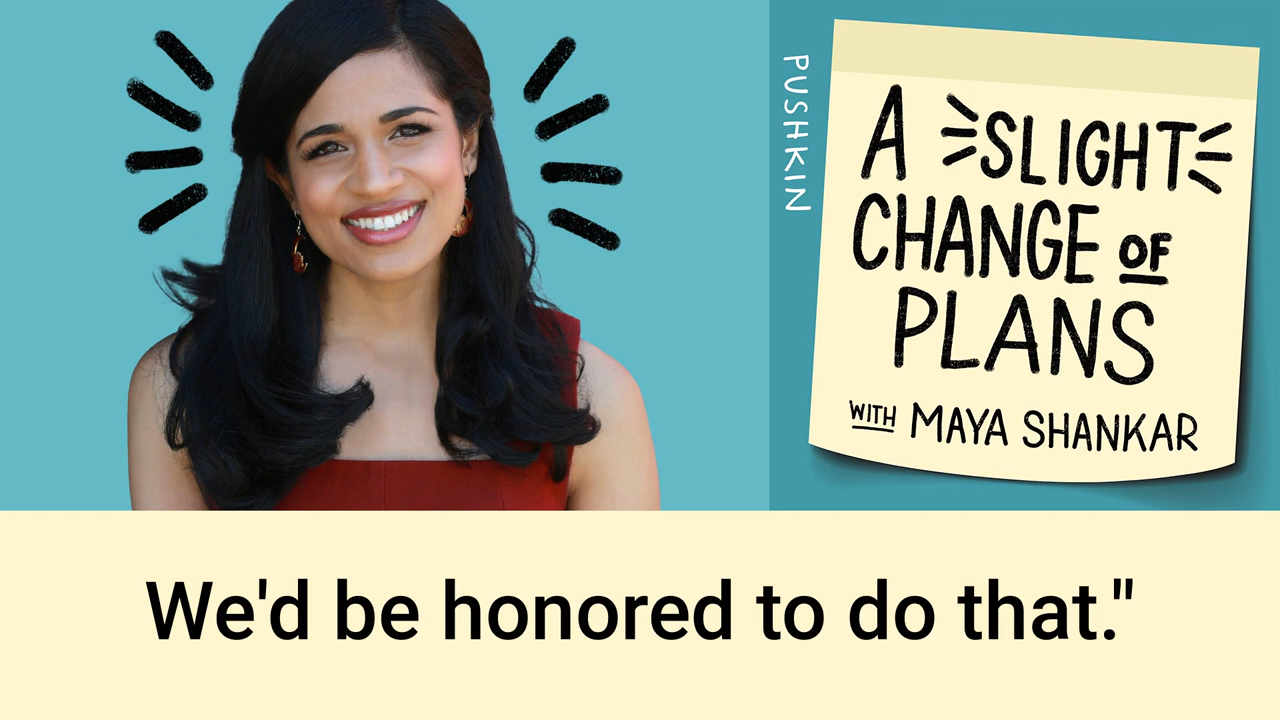 PUSHKIN
A SLIGHT
CHANGE OF
PLANS
WITH MAYA SHANKAR
We'd be honored to do that."